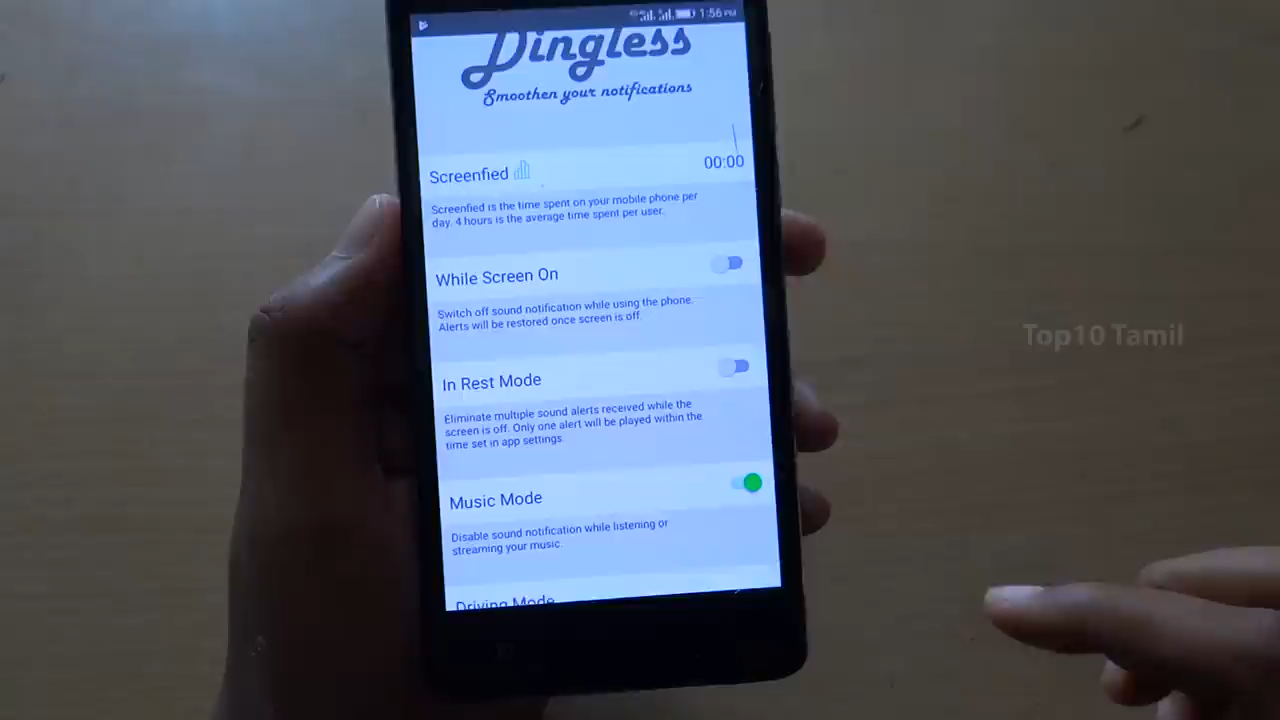 1:56 PM
Dingless
Smoothen your notifications
Screenfied
00:00
Screenfied is the time spent on your mobile phone per
day. 4 hours is the average time spent per user.
While Screen On
Switch off sound notification while using the phone.
Alerts will be restored once screen is off.
In Rest Mode
Eliminate multiple sound alerts received while the
screen is off. Only one alert will be played within the
time set in app settings.
Music Mode
Disable sound notification while listening or
streaming your music.
Driving Mode
Top10 Tamil